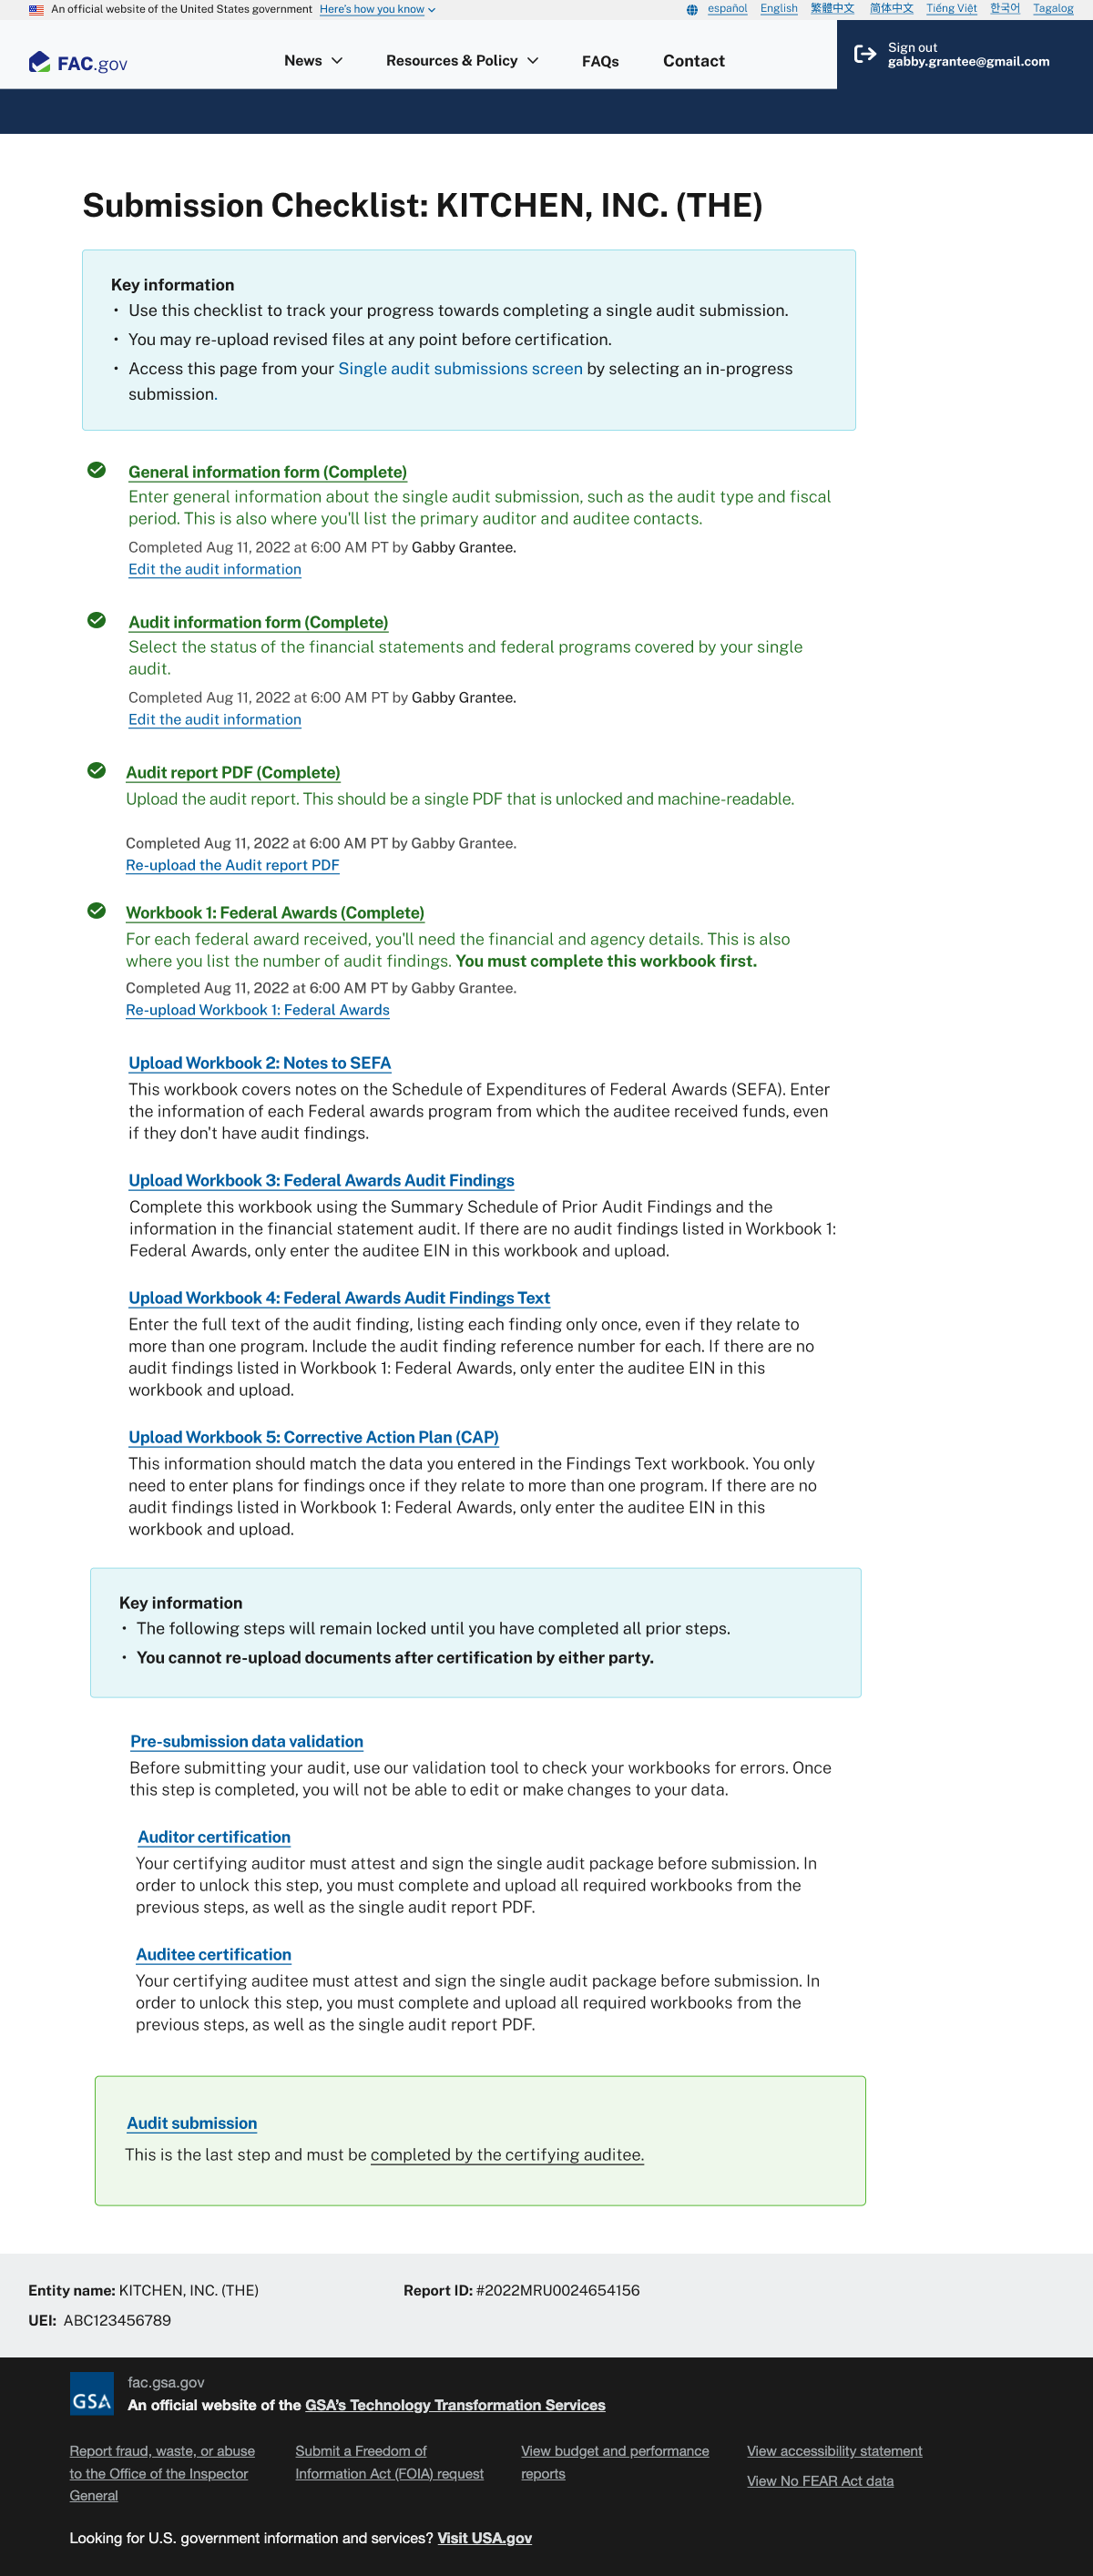 An official website of the United States government Here's how you know
español English 繁體中文 简体中文 Tiếng Việt 한국어 Tagalog
FAC.gov
News
Resources & Policy
FAQs
Contact
Sign out
gabby.grantee@gmail.com
Submission Checklist: KITCHEN, INC. (THE)
Key information
• Use this checklist to track your progress towards completing a single audit submission.
• You may re-upload revised files at any point before certification.
• Access this page from your Single audit submissions screen by selecting an in-progress
submission.
General information form (Complete)
Enter general information about the single audit submission, such as the audit type and fiscal
period. This is also where you'll list the primary auditor and auditee contacts.
Completed Aug 11, 2022 at 6:00 AM PT by Gabby Grantee.
Edit the audit information
Audit information form (Complete)
Select the status of the financial statements and federal programs covered by your single
audit.
Completed Aug 11, 2022 at 6:00 AM PT by Gabby Grantee.
Edit the audit information
Audit report PDF (Complete)
Upload the audit report. This should be a single PDF that is unlocked and machine-readable.
Completed Aug 11, 2022 at 6:00 AM PT by Gabby Grantee.
Re-upload the Audit report PDF
Workbook 1: Federal Awards (Complete)
For each federal award received, you'll need the financial and agency details. This is also
where you list the number of audit findings. You must complete this workbook first.
Completed Aug 11, 2022 at 6:00 AM PT by Gabby Grantee.
Re-upload Workbook 1: Federal Awards
Upload Workbook 2: Notes to SEFA
This workbook covers notes on the Schedule of Expenditures of Federal Awards (SEFA). Enter
the information of each Federal awards program from which the auditee received funds, even
if they don't have audit findings.
Upload Workbook 3: Federal Awards Audit Findings
Complete this workbook using the Summary Schedule of Prior Audit Findings and the
information in the financial statement audit. If there are no audit findings listed in Workbook 1:
Federal Awards, only enter the auditee EIN in this workbook and upload.
Upload Workbook 4: Federal Awards Audit Findings Text
Enter the full text of the audit finding, listing each finding only once, even if they relate to
more than one program. Include the audit finding reference number for each. If there are no
audit findings listed in Workbook 1: Federal Awards, only enter the auditee EIN in this
workbook and upload.
Upload Workbook 5: Corrective Action Plan (CAP)
This information should match the data you entered in the Findings Text workbook. You only
need to enter plans for findings once if they relate to more than one program. If there are no
audit findings listed in Workbook 1: Federal Awards, only enter the auditee EIN in this
workbook and upload.
Key information
• The following steps will remain locked until you have completed all prior steps.
• You cannot re-upload documents after certification by either party.
Pre-submission data validation
Before submitting your audit, use our validation tool to check your workbooks for errors. Once
this step is completed, you will not be able to edit or make changes to your data.
Auditor certification
Your certifying auditor must attest and sign the single audit package before submission. In
order to unlock this step, you must complete and upload all required workbooks from the
previous steps, as well as the single audit report PDF.
Auditee certification
Your certifying auditee must attest and sign the single audit package before submission. In
order to unlock this step, you must complete and upload all required workbooks from the
previous steps, as well as the single audit report PDF.
Audit submission
This is the last step and must be completed by the certifying auditee.
Entity name: KITCHEN, INC. (THE)
Report ID: #2022MRU0024654156
UEI: ABC123456789
GSA
fac.gsa.gov
An official website of the GSA's Technology Transformation Services
Report fraud, waste, or abuse
to the Office of the Inspector
General
Submit a Freedom of
Information Act (FOIA) request
View budget and performance
reports
View accessibility statement
View No FEAR Act data
Looking for U.S. government information and services? Visit USA.gov